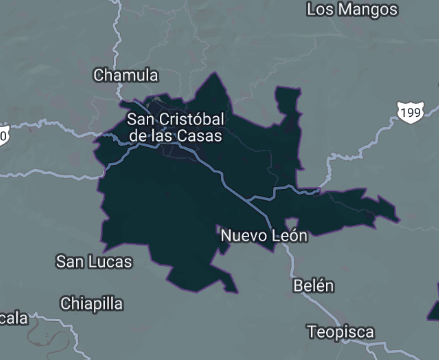 Los Mangos
Chamula
199
San Cristóbal
de las Casas
0
Nuevo León
San Lucas
Belén
Chiapilla
cala
Teopisca